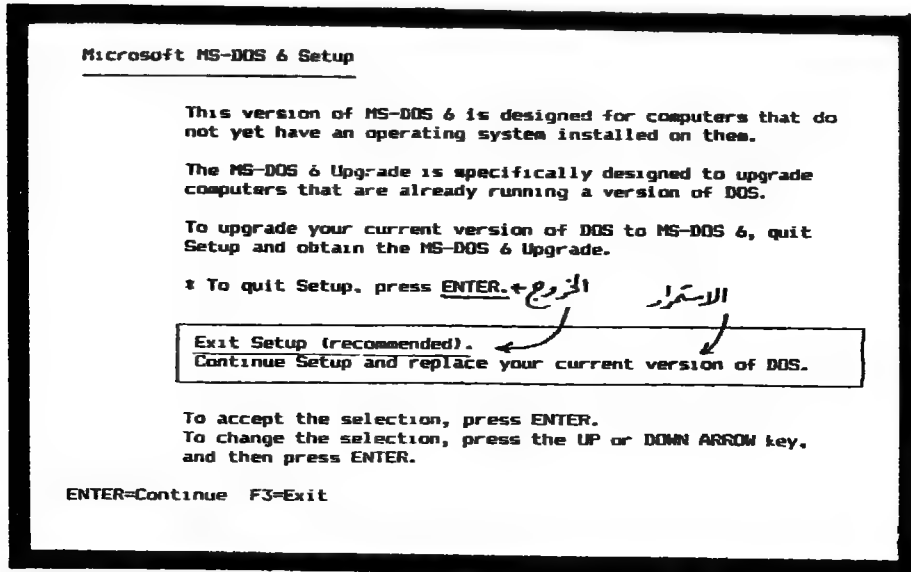 Microsoft MS-DOS 6 Setup
This version of MS-DOS 6 is designed for computers that do
not yet have an operating system installed on them.
The MS-DOS 6 Upgrade is specifically designed to upgrade
computers that are already running a version of DOS.
To upgrade your current version of DOS to MS-DOS 6, quit
Setup and obtain the MS-DOS 6 Upgrade.
* To quit Setup, press ENTER. ← الخروج
الاستمرار
Exit Setup (recommended).
Continue Setup and replace your current version of DOS.
To accept the selection, press ENTER.
To change the selection, press the UP or DOWN ARROW key,
and then press ENTER.
ENTER=Continue F3=Exit